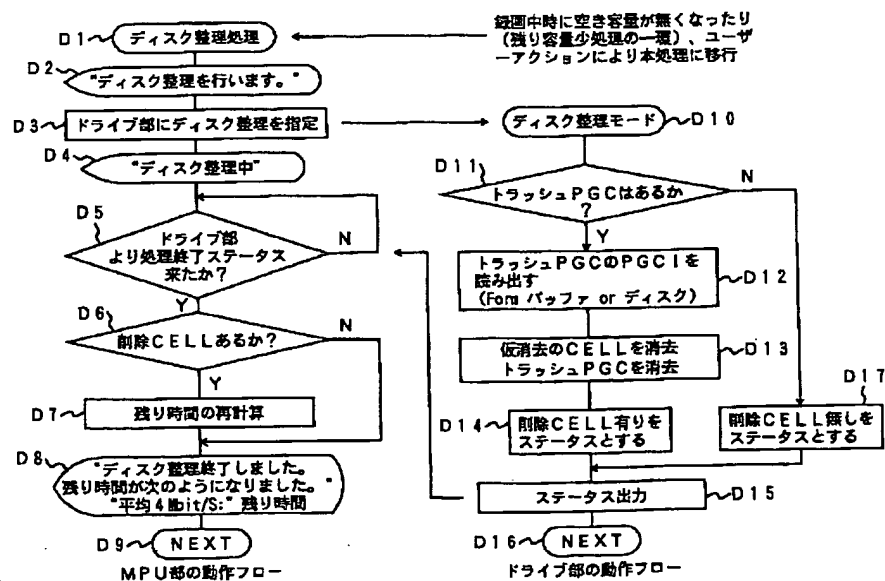 録画中時に空き容量が無くなったり
（残り容量少処理の一環）、ユーザ
ーアクションにより本処理に移行
D1
ディスク整理処理
D2
"ディスク整理を行います。"
D3
ドライブ部にディスク整理を指定
D4
"ディスク整理中"
D5
ドライブ部
より処理終了ステータス
来たか？
N
Y
D6
削除CELLあるか？
N
Y
D7
残り時間の再計算
D8
"ディスク整理終了しました。
残り時間が次のようになりました。"
"平均4Mbit/S:"残り時間
D9
NEXT
MPU部の動作フロー
ディスク整理モード
D10
D11
トラッシュPGCはあるか
？
N
Y
トラッシュPGCのPGCIを
読み出す
（Fom バッファ or ディスク）
D12
仮消去のCELLを消去
トラッシュPGCを消去
D13
D14
削除CELL有りを
ステータスとする
D17
削除CELL無しを
ステータスとする
ステータス出力
D15
D16
NEXT
ドライブ部の動作フロー